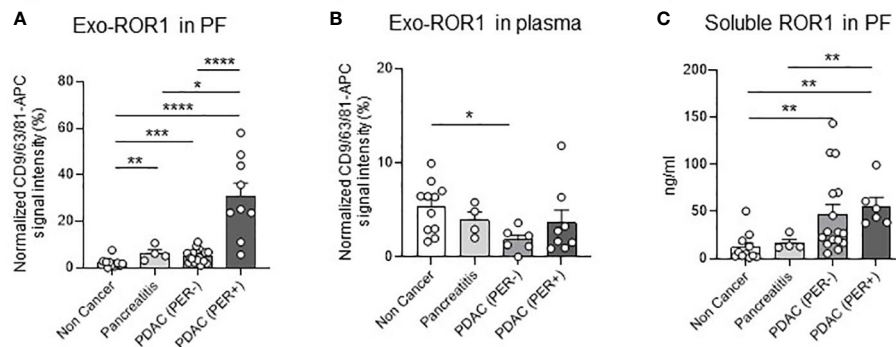 A
Exo-ROR1 in PF
Normalized CD9/63/81-APC
signal intensity (%)
80
60
40
20
0
****
*
****
***
**
Non Cancer
Pancreatitis
PDAC (PER-)
PDAC (PER+)
B
Exo-ROR1 in plasma
Normalized CD9/63/81-APC
signal intensity (%)
20
10
0
*
Non Cancer
Pancreatitis
PDAC (PER-)
PDAC (PER+)
C
Soluble ROR1 in PF
ng/ml
200
150
100
50
0
**
**
**
Non Cancer
Pancreatitis
PDAC (PER-)
PDAC (PER+)